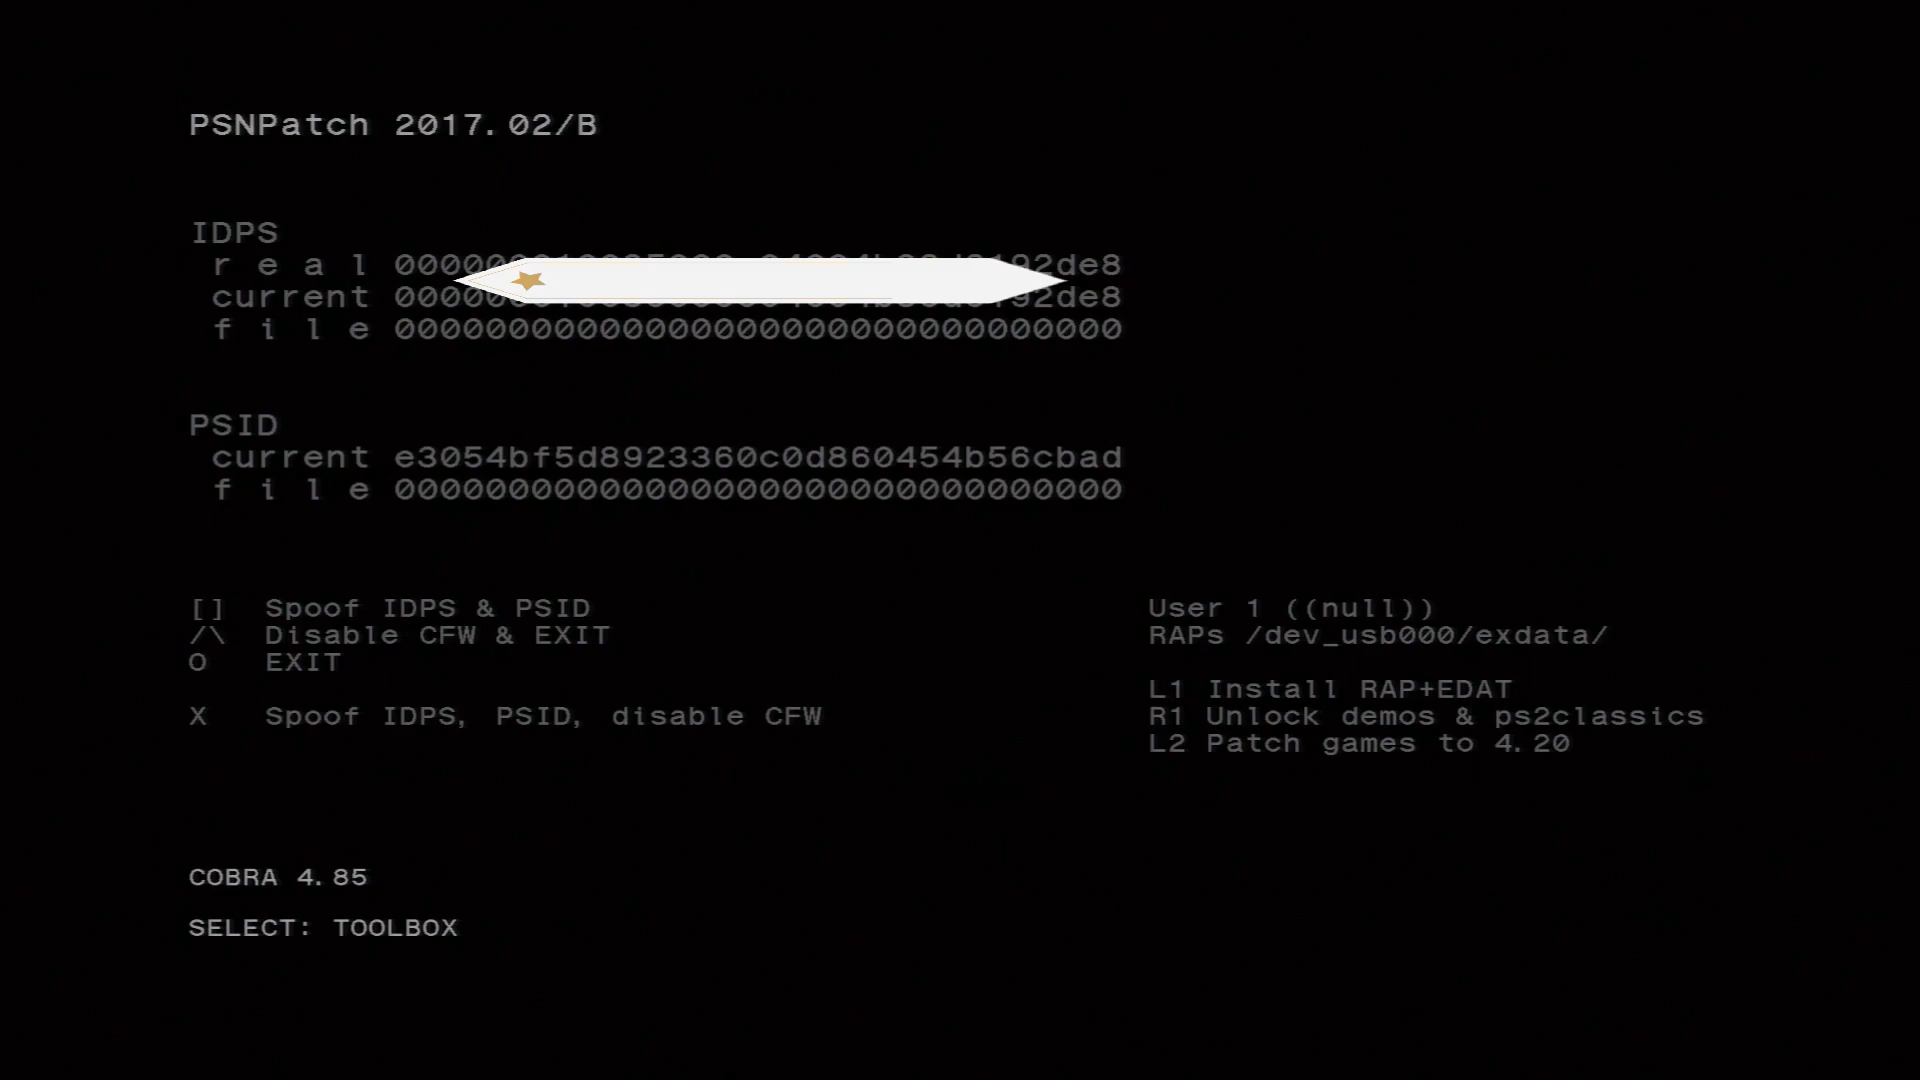 PSNPatch 2017.02/B
IDPS
real 0000 92de8
current 0000 92de8
file 00000000000000000000000000000000
PSID
current e3054bf5d8923360c0d860454b56cbad
file 00000000000000000000000000000000
[] Spoof IDPS & PSID
/\ Disable CFW & EXIT
O EXIT
X Spoof IDPS, PSID, disable CFW
User 1 ((null))
RAPs /dev_usb000/exdata/
L1 Install RAP+EDAT
R1 Unlock demos & ps2classics
L2 Patch games to 4.20
COBRA 4.85
SELECT: TOOLBOX